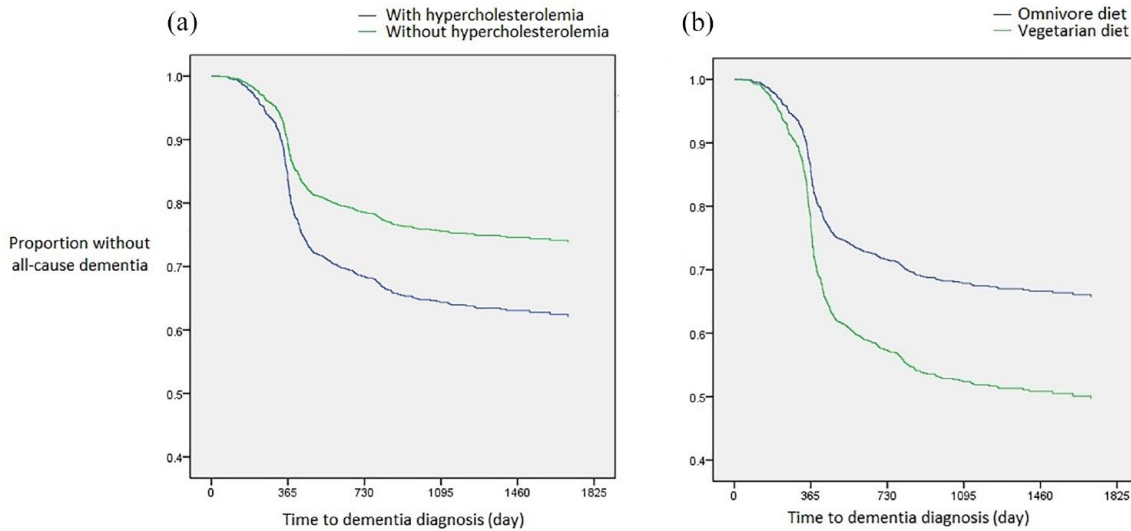 (a)
With hypercholesterolemia
Without hypercholesterolemia
1.0
0.9
0.8
0.7
0.6
0.5
0.4
0 365 730 1095 1460 1825
Time to dementia diagnosis (day)
Proportion without
all-cause dementia
(b)
Omnivore diet
Vegetarian diet
1.0
0.9
0.8
0.7
0.6
0.5
0.4
0 365 730 1095 1460 1825
Time to dementia diagnosis (day)